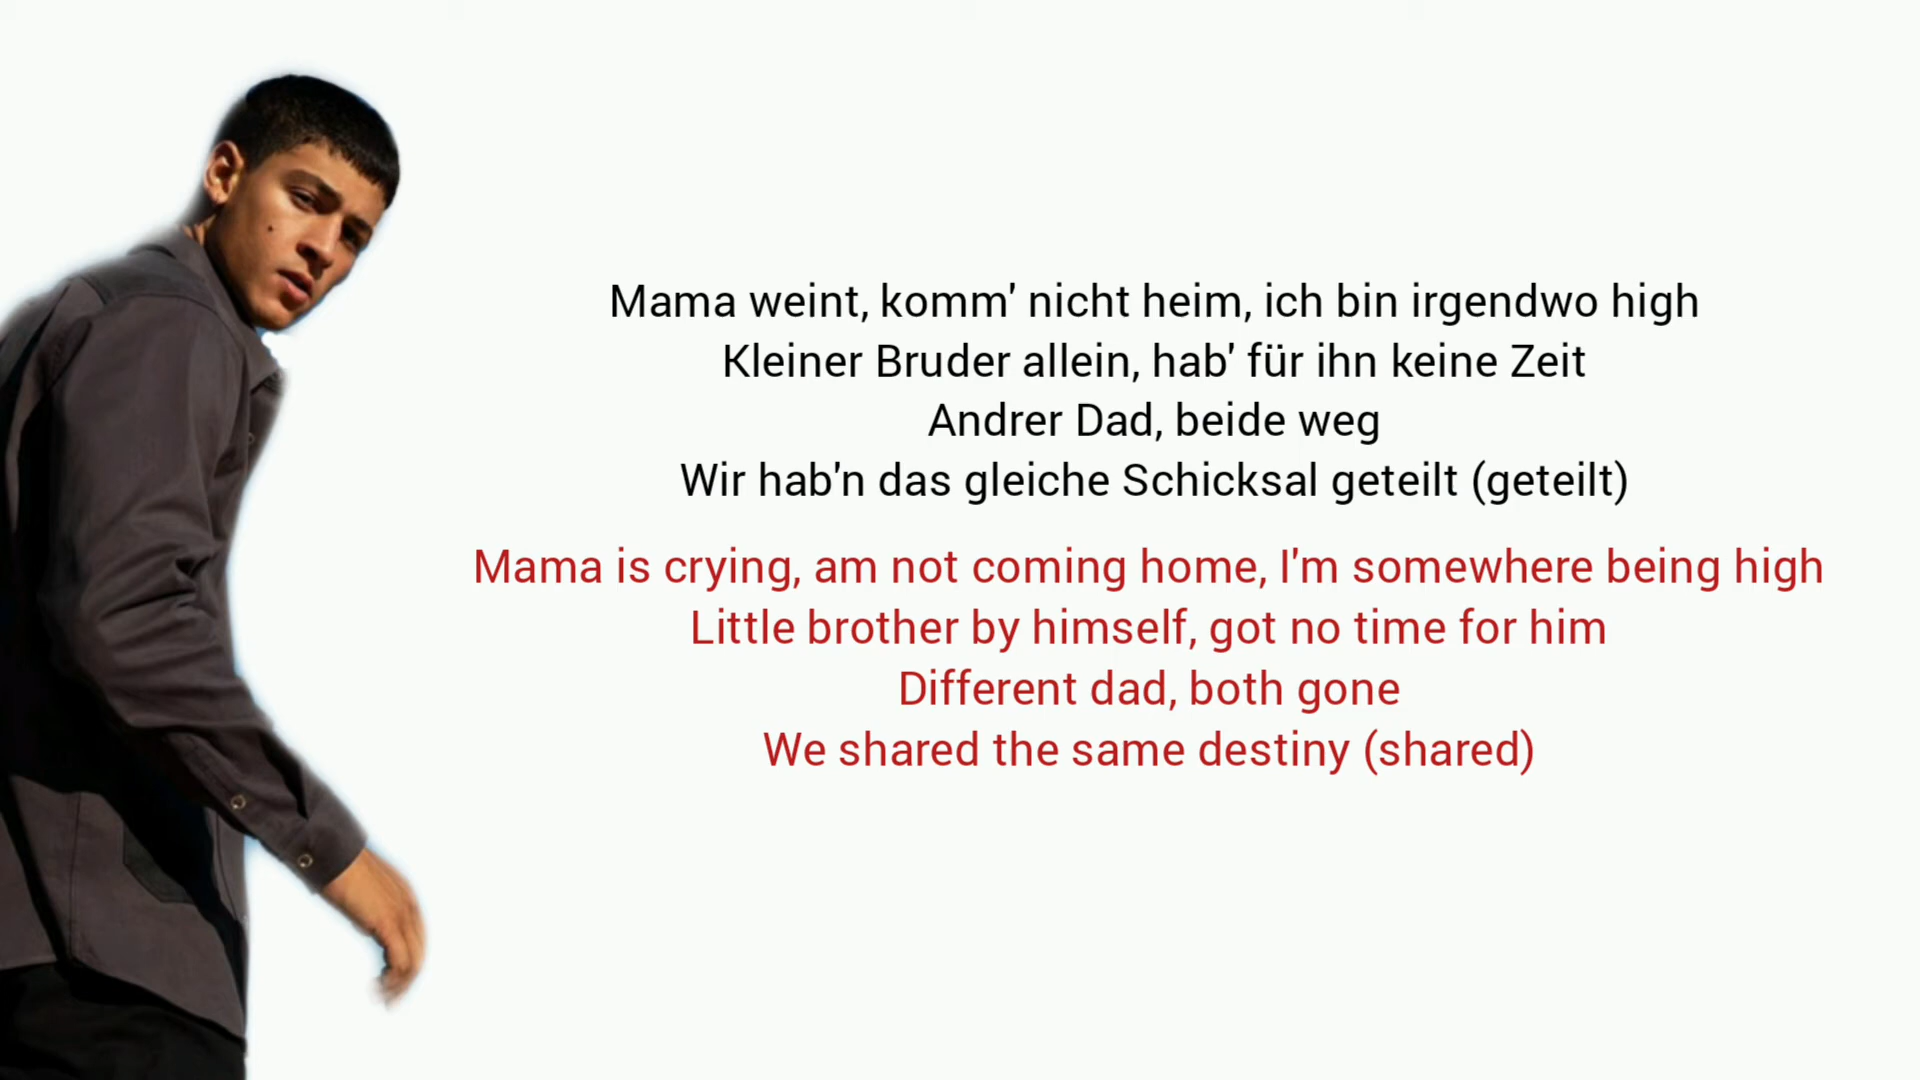 Mama weint, komm' nicht heim, ich bin irgendwo high
Kleiner Bruder allein, hab' für ihn keine Zeit
Andrer Dad, beide weg
Wir hab'n das gleiche Schicksal geteilt (geteilt)
Mama is crying, am not coming home, I'm somewhere being high
Little brother by himself, got no time for him
Different dad, both gone
We shared the same destiny (shared)